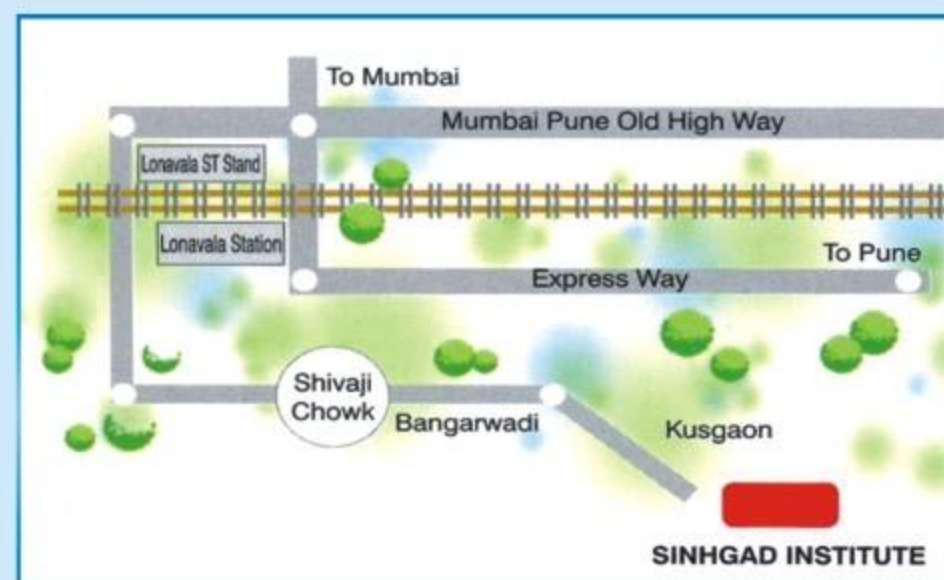 To Mumbai
Mumbai Pune Old High Way
Lonavala ST Stand
Lonavala Station
To Pune
Express Way
Shivaji
Chowk
Bangarwadi
Kusgaon
SINHGAD INSTITUTE